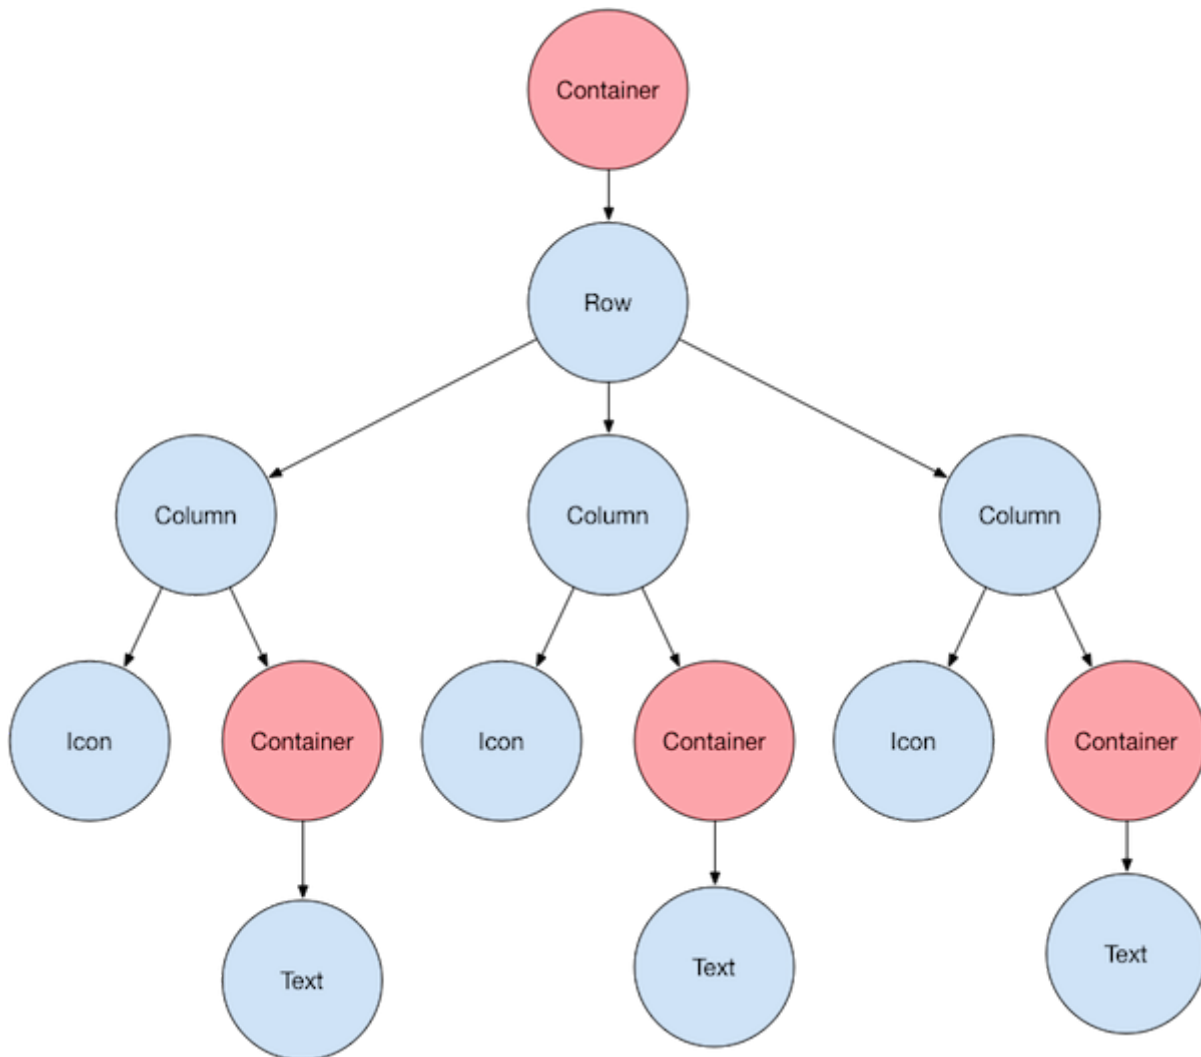 Container
Row
Column
Column
Column
Icon
Container
Icon
Container
Icon
Container
Text
Text
Text